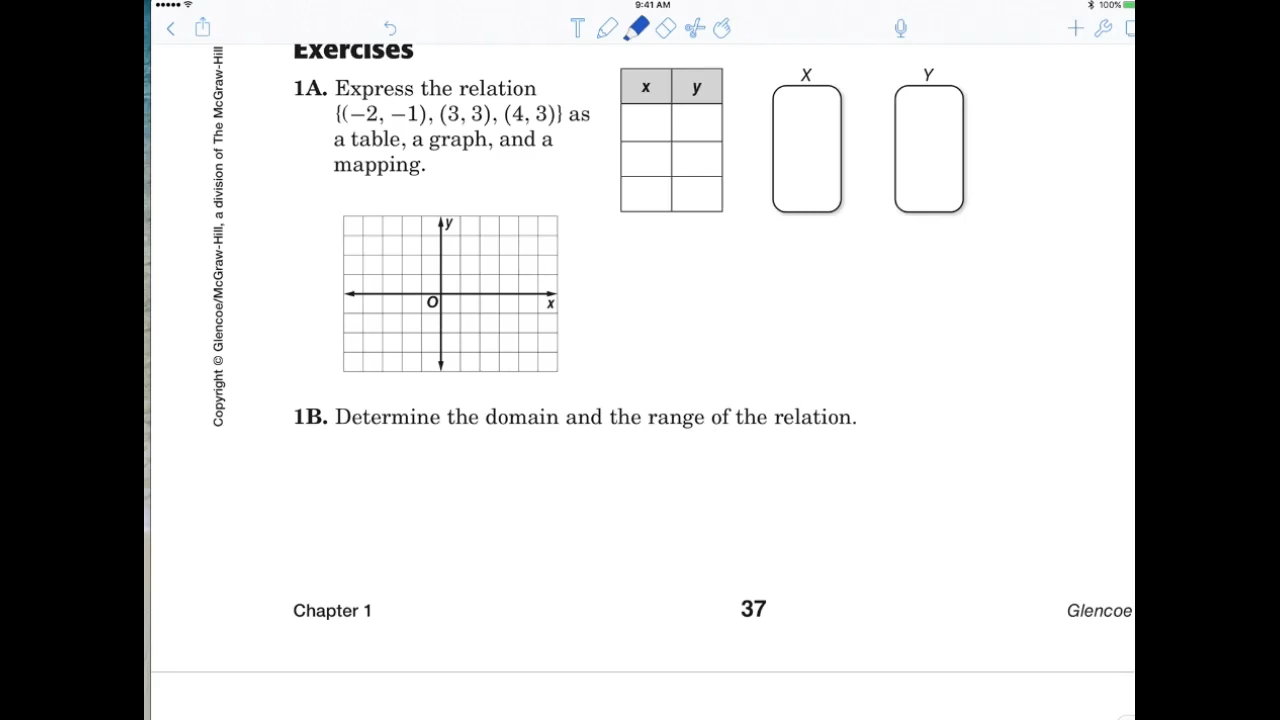 9:41 AM
100%
T
Exercises
1A. Express the relation
{(−2, −1), (3, 3), (4, 3)} as
a table, a graph, and a
mapping.
x y
X Y
y
O
x
1B. Determine the domain and the range of the relation.
Copyright © Glencoe/McGraw-Hill, a division of The McGraw-Hill
Chapter 1
37
Glencoe